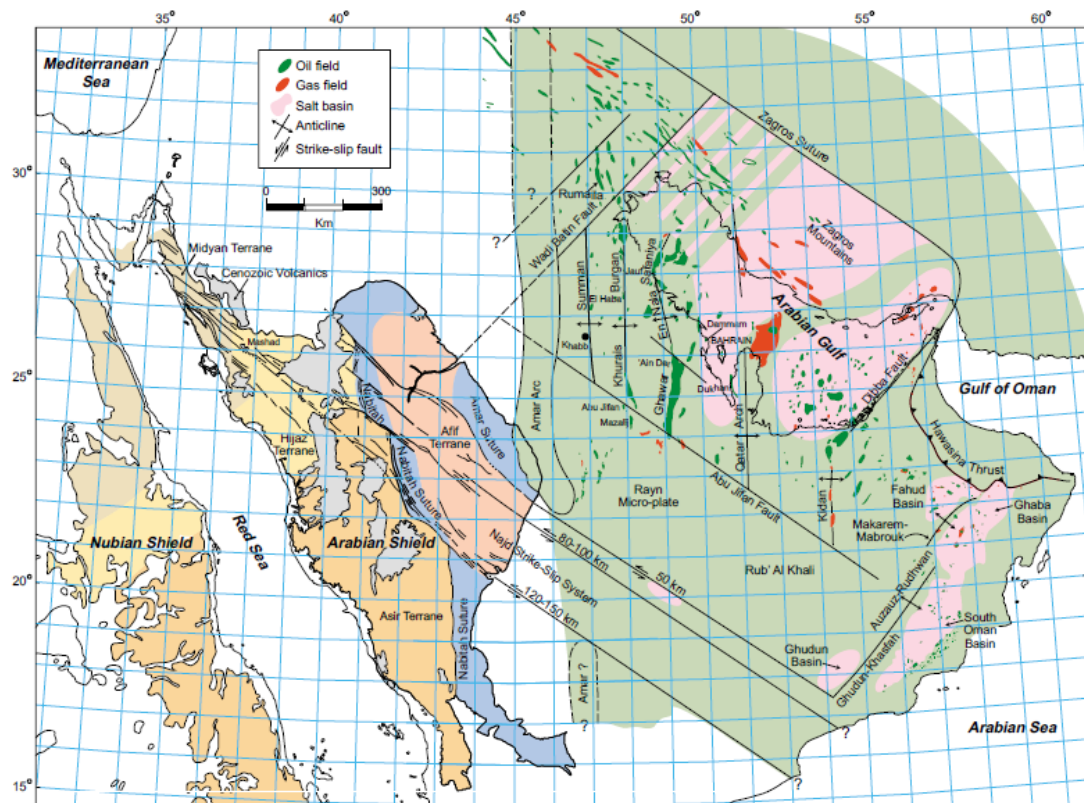 35°
40°
45°
50°
55°
60°
Mediterranean
Sea
Oil field
Gas field
Salt basin
Anticline
Strike-slip fault
0
300
Km
30°
25°
20°
15°
Zagros Suture
?
Rumaila
?
Wadi Batin Fault
Zagros
Mountains
Midyan Terrane
Cenozoic Volcanics
Mashad
Summan
Burgan
Jauf
Safaniya
El Haba
En Nala
Khabb
Dammam
BAHRAIN
Arabian
Gulf
'Ain Dar
Dukhan
Khurais
Ghawar
Abu Jifan
Mazalij
Amar Arc
Qatar Arch
Dibba Fault
Gulf of Oman
Hawasina Thrust
Nabitah
Afif
Terrane
Amar Suture
Hijaz
Terrane
Nabitah Suture
Rayn
Micro-plate
Abu Jifan Fault
Kidan
Fahud
Basin
Ghaba
Basin
Makarem-
Mabrouk
Nubian Shield
Red Sea
Arabian Shield
Najd Strike-Slip System
80-100 km
50 km
120-150 km
Rub' Al Khali
Auzauz-Rudhwan
Asir Terrane
Nabitah Suture
South
Oman
Basin
Ghudun
Basin
Ghudun-Khasfah
Amar ?
?
?
Arabian Sea
?